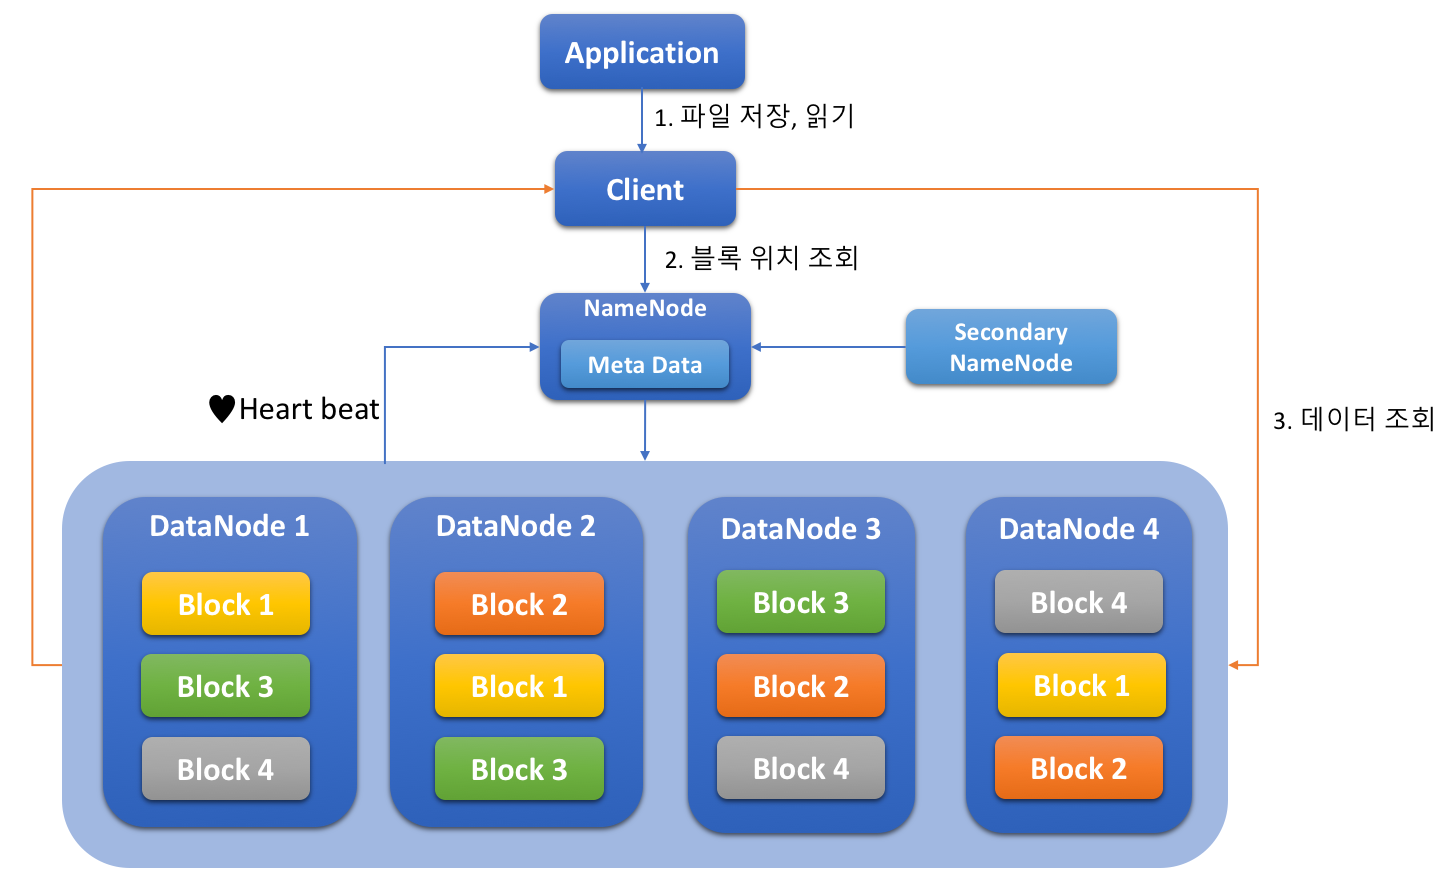 Application
1. 파일 저장, 읽기
Client
2. 블록 위치 조회
NameNode
Meta Data
Secondary
NameNode
♥Heart beat
3. 데이터 조회
DataNode 1
Block 1
Block 3
Block 4
DataNode 2
Block 2
Block 1
Block 3
DataNode 3
Block 3
Block 2
Block 4
DataNode 4
Block 4
Block 1
Block 2